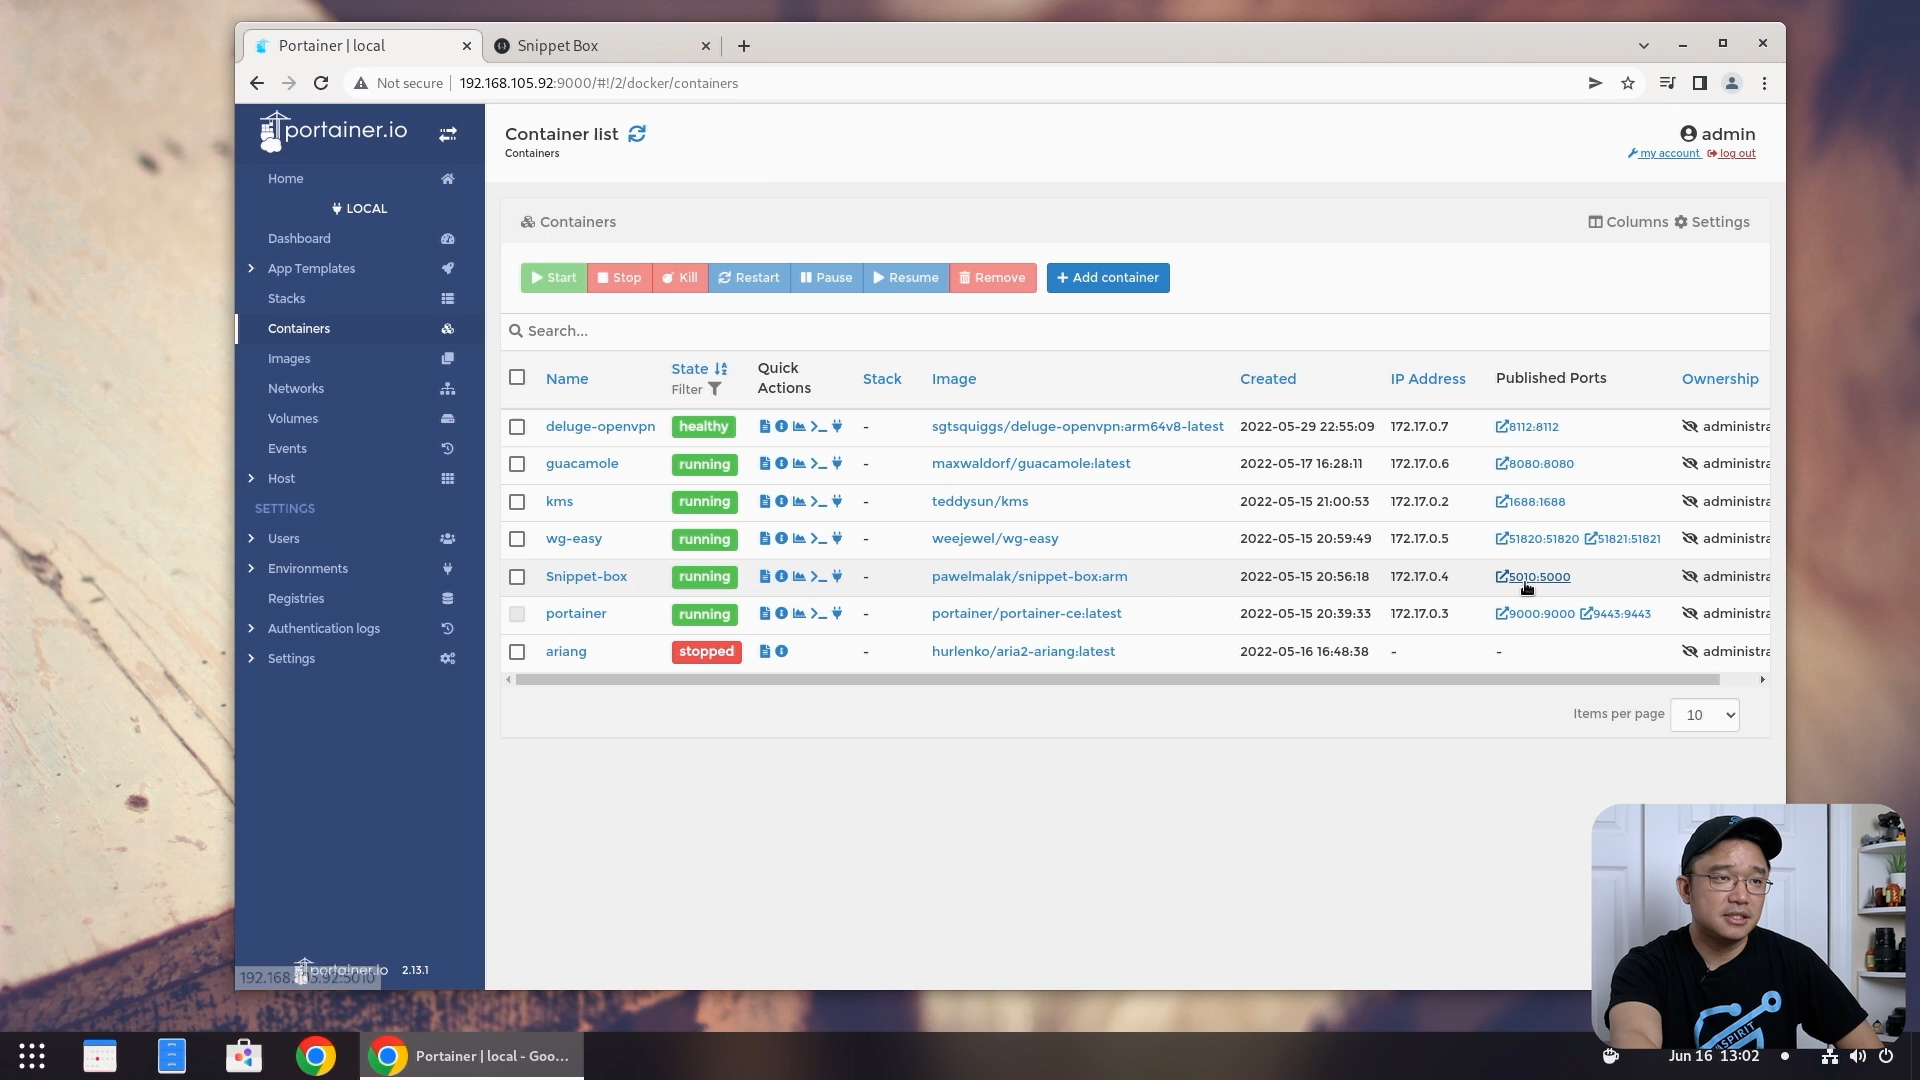 Portainer | local
Snippet Box
Not secure
192.168.105.92:9000/#!/2/docker/containers
portainer.io
Home
LOCAL
Dashboard
App Templates
Stacks
Containers
Images
Networks
Volumes
Events
Host
SETTINGS
Users
Environments
Registries
Authentication logs
Settings
portainer.io 2.13.1
192.168.105.92:5010
Container list
Containers
admin
my account log out
Containers
Columns Settings
Start Stop Kill Restart Pause Resume Remove Add container
Search...
Name State Filter Quick Actions Stack Image Created IP Address Published Ports Ownership
deluge-openvpn healthy - sgtsquiggs/deluge-openvpn:arm64v8-latest 2022-05-29 22:55:09 172.17.0.7 8112:8112 administra
guacamole running - maxwaldorf/guacamole:latest 2022-05-17 16:28:11 172.17.0.6 8080:8080 administra
kms running - teddysun/kms 2022-05-15 21:00:53 172.17.0.2 1688:1688 administra
wg-easy running - weejewel/wg-easy 2022-05-15 20:59:49 172.17.0.5 51820:51820 51821:51821 administra
Snippet-box running - pawelmalak/snippet-box:arm 2022-05-15 20:56:18 172.17.0.4 5010:5000 administra
portainer running - portainer/portainer-ce:latest 2022-05-15 20:39:33 172.17.0.3 9000:9000 9443:9443 administra
ariang stopped - hurlenko/aria2-ariang:latest 2022-05-16 16:48:38 - - administra
Items per page 10
SPIRIT
Portainer | local - Goo...
Jun 16 13:02